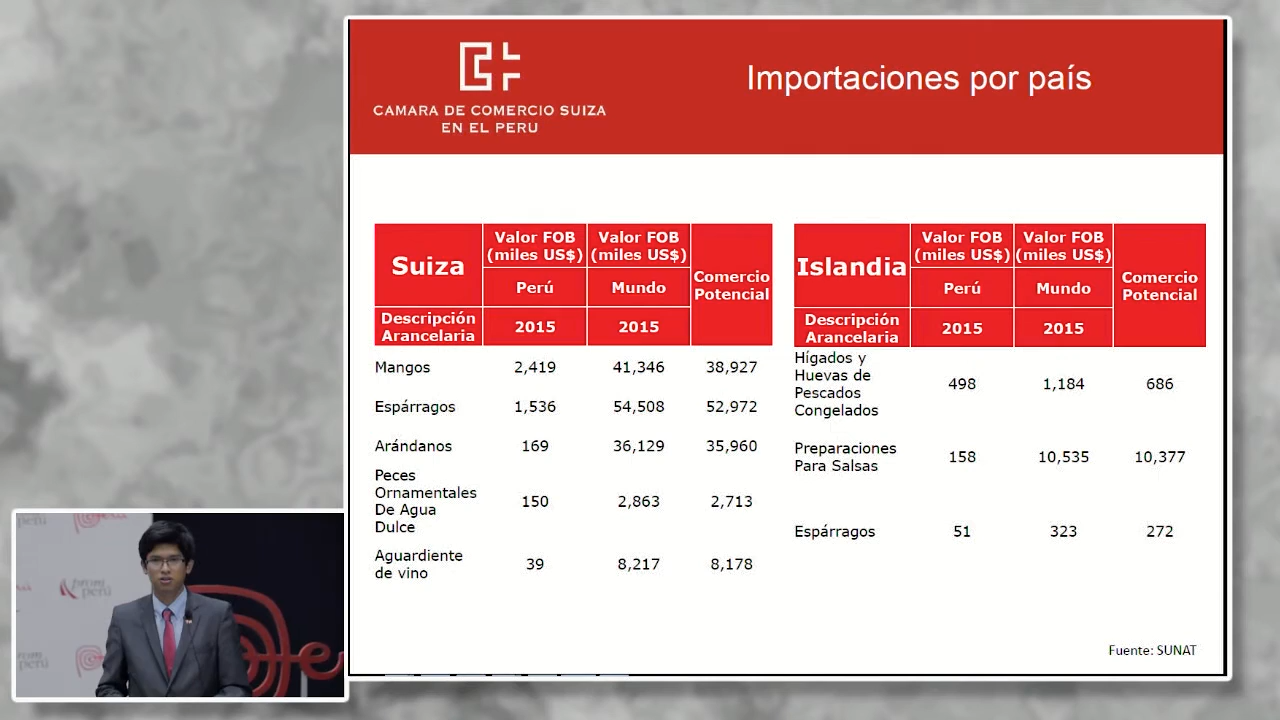 CAMARA DE COMERCIO SUIZA
EN EL PERU
Importaciones por país
Suiza
Valor FOB
(miles US$)
Valor FOB
(miles US$)
Comercio
Potencial
Perú
Mundo
Descripción
Arancelaria
2015
2015
Mangos
2,419
41,346
38,927
Espárragos
1,536
54,508
52,972
Arándanos
169
36,129
35,960
Peces
Ornamentales
De Agua
Dulce
150
2,863
2,713
Aguardiente
de vino
39
8,217
8,178
Islandia
Valor FOB
(miles US$)
Valor FOB
(miles US$)
Comercio
Potencial
Perú
Mundo
Descripción
Arancelaria
2015
2015
Hígados y
Huevas de
Pescados
Congelados
498
1,184
686
Preparaciones
Para Salsas
158
10,535
10,377
Espárragos
51
323
272
Fuente: SUNAT
perú